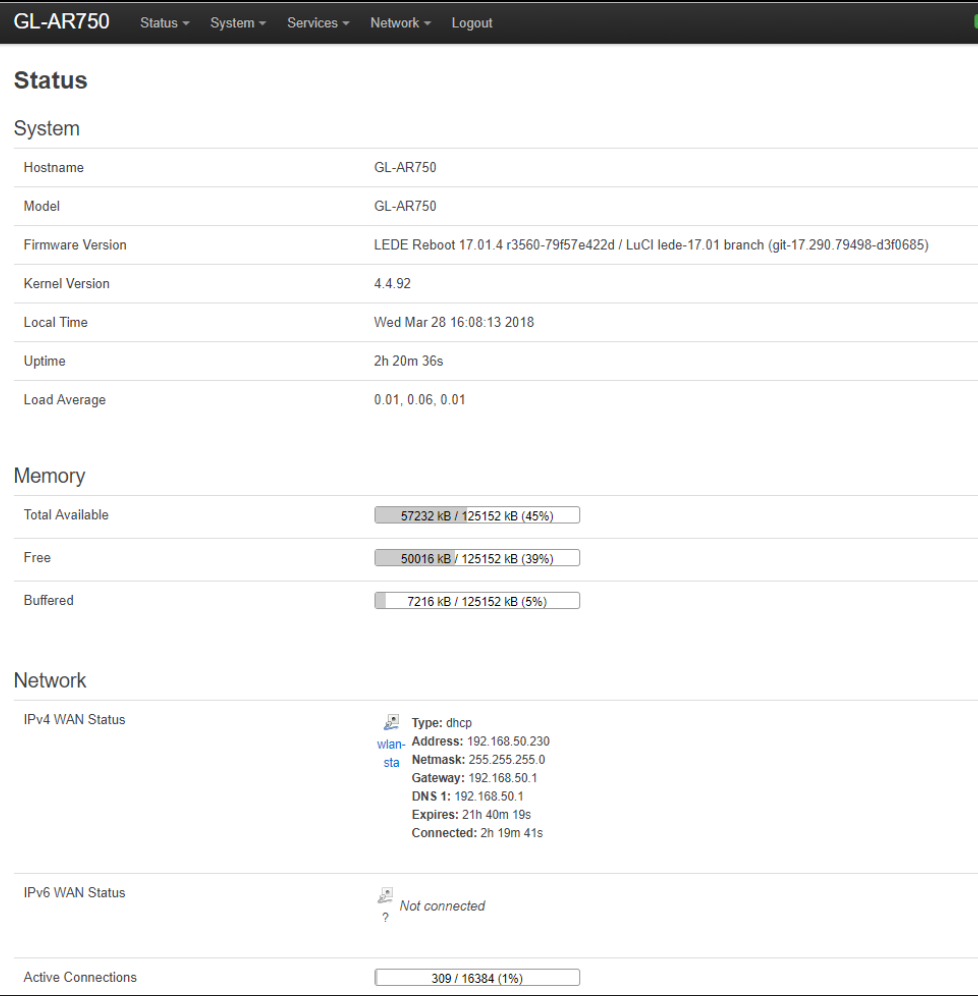 GL-AR750 Status System Services Network Logout
Status
System
Hostname GL-AR750
Model GL-AR750
Firmware Version LEDE Reboot 17.01.4 r3560-79f57e422d / LuCI lede-17.01 branch (git-17.290.79498-d3f0685)
Kernel Version 4.4.92
Local Time Wed Mar 28 16:08:13 2018
Uptime 2h 20m 36s
Load Average 0.01, 0.06, 0.01
Memory
Total Available 57232 kB / 125152 kB (45%)
Free 50016 kB / 125152 kB (39%)
Buffered 7216 kB / 125152 kB (5%)
Network
IPv4 WAN Status
wlan-
sta
Type: dhcp
Address: 192.168.50.230
Netmask: 255.255.255.0
Gateway: 192.168.50.1
DNS 1: 192.168.50.1
Expires: 21h 40m 19s
Connected: 2h 19m 41s
IPv6 WAN Status
?
Not connected
Active Connections 309 / 16384 (1%)